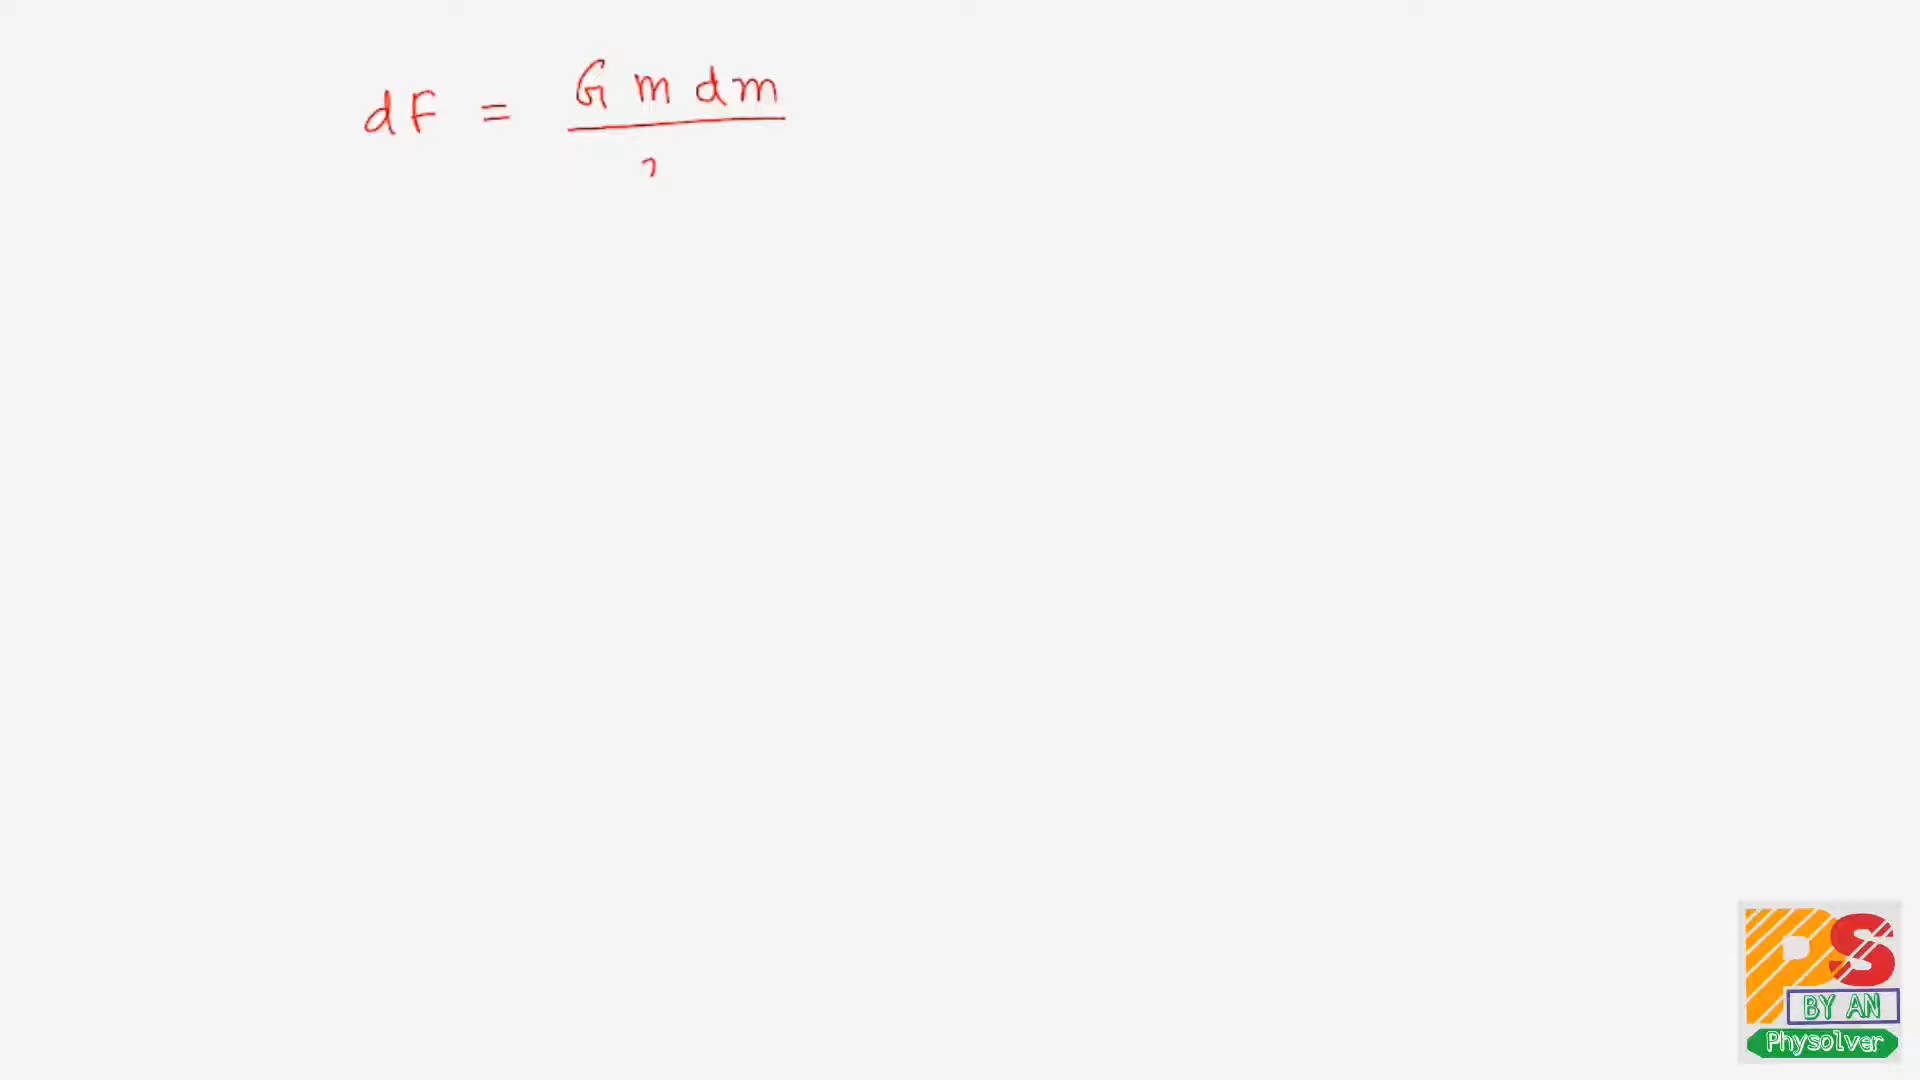 dF = G m dm
PS
BY AN
Physolver